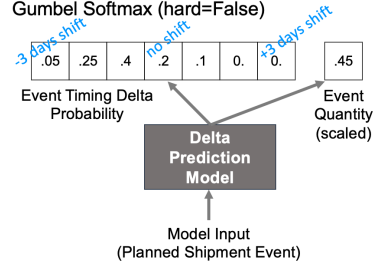 Gumbel Softmax (hard=False)
-3 days shift
no shift
+3 days shift
.05 .25 .4 .2 .1 0. 0. .45
Event Timing Delta
Probability
Event
Quantity
(scaled)
Delta
Prediction
Model
Model Input
(Planned Shipment Event)